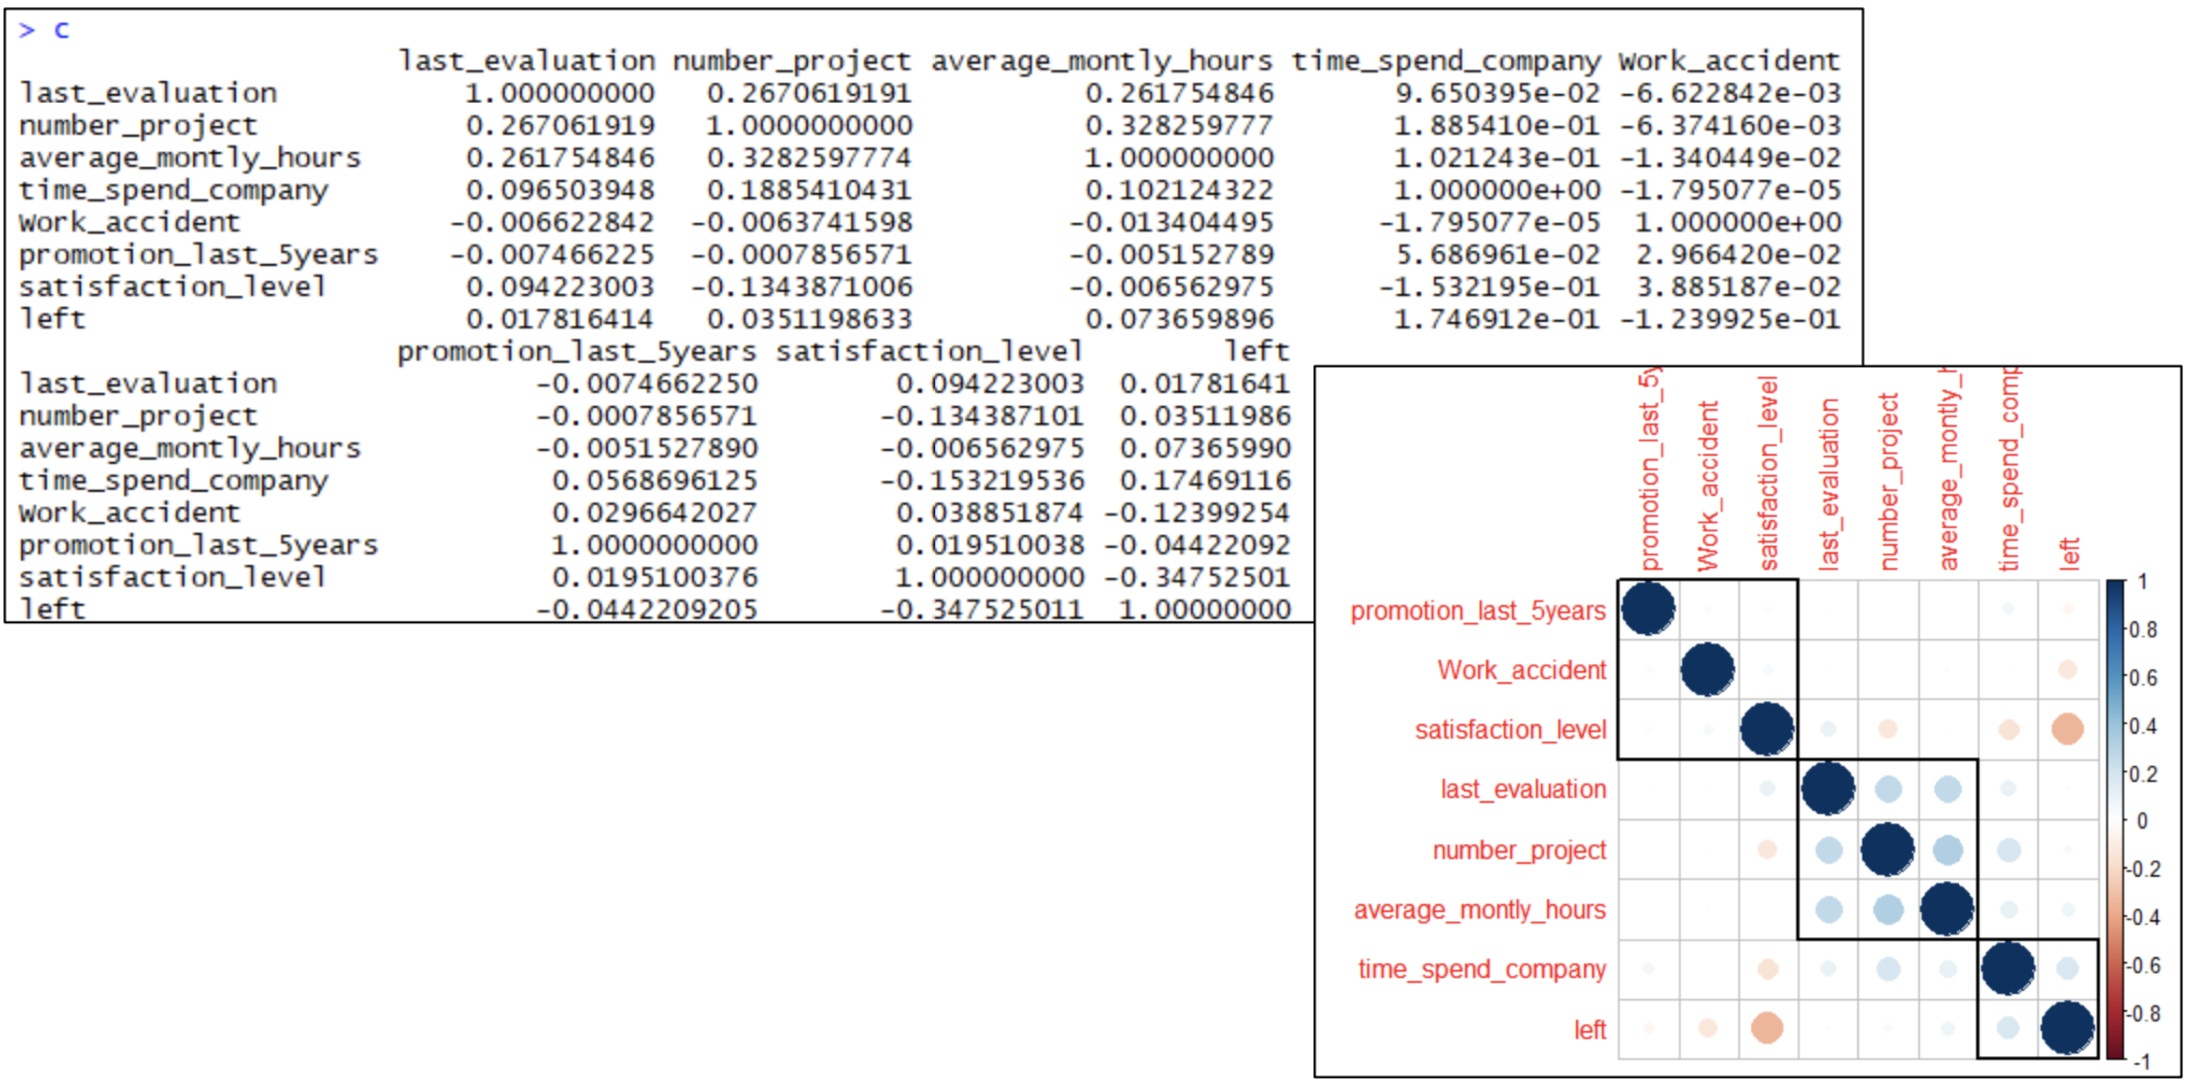 > c
last_evaluation number_project average_montly_hours time_spend_company Work_accident
last_evaluation 1.000000000 0.2670619191 0.261754846 9.650395e-02 -6.622842e-03
number_project 0.267061919 1.0000000000 0.328259777 1.885410e-01 -6.374160e-03
average_montly_hours 0.261754846 0.3282597774 1.000000000 1.021243e-01 -1.340449e-02
time_spend_company 0.096503948 0.1885410431 0.102124322 1.000000e+00 -1.795077e-05
Work_accident -0.006622842 -0.0063741598 -0.013404495 -1.795077e-05 1.000000e+00
promotion_last_5years -0.007466225 -0.0007856571 -0.005152789 5.686961e-02 2.966420e-02
satisfaction_level 0.094223003 -0.1343871006 -0.006562975 -1.532195e-01 3.885187e-02
left 0.017816414 0.0351198633 0.073659896 1.746912e-01 -1.239925e-01
promotion_last_5years satisfaction_level left
last_evaluation -0.0074662250 0.094223003 0.01781641
number_project -0.0007856571 -0.134387101 0.03511986
average_montly_hours -0.0051527890 -0.006562975 0.07365990
time_spend_company 0.0568696125 -0.153219536 0.17469116
Work_accident 0.0296642027 0.038851874 -0.12399254
promotion_last_5years 1.0000000000 0.019510038 -0.04422092
satisfaction_level 0.0195100376 1.000000000 -0.34752501
left -0.0442209205 -0.347525011 1.00000000
promotion_last_5y
Work_accident
satisfaction_level
last_evaluation
number_project
average_montly_h
time_spend_comp
left
promotion_last_5years
Work_accident
satisfaction_level
last_evaluation
number_project
average_montly_hours
time_spend_company
left
1
0.8
0.6
0.4
0.2
0
-0.2
-0.4
-0.6
-0.8
-1